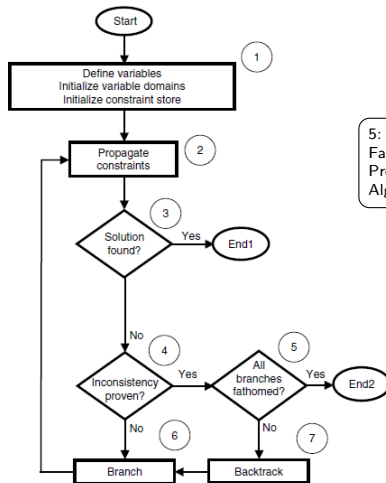 Start
1
Define variables
Initialize variable domains
Initialize constraint store
Propagate
constraints
2
5:
Fa
Pr
Alg
3
Solution
found?
Yes
End1
No
4
Inconsistency
proven?
Yes
5
All
branches
fathomed?
Yes
End2
No
6
No
7
Branch
Backtrack